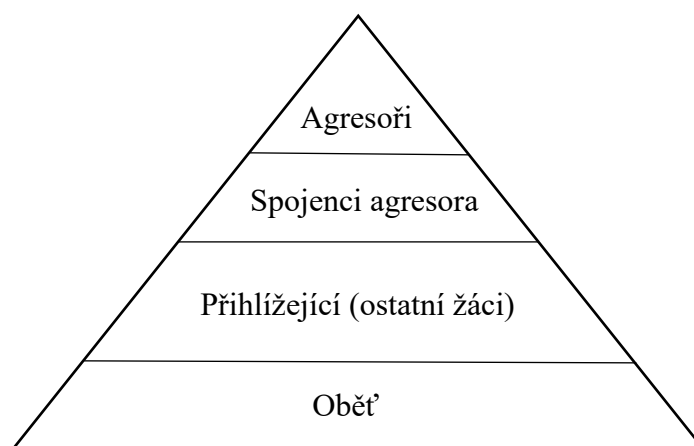 Agresoři
Spojenci agresora
Přihlížející (ostatní žáci)
Oběť